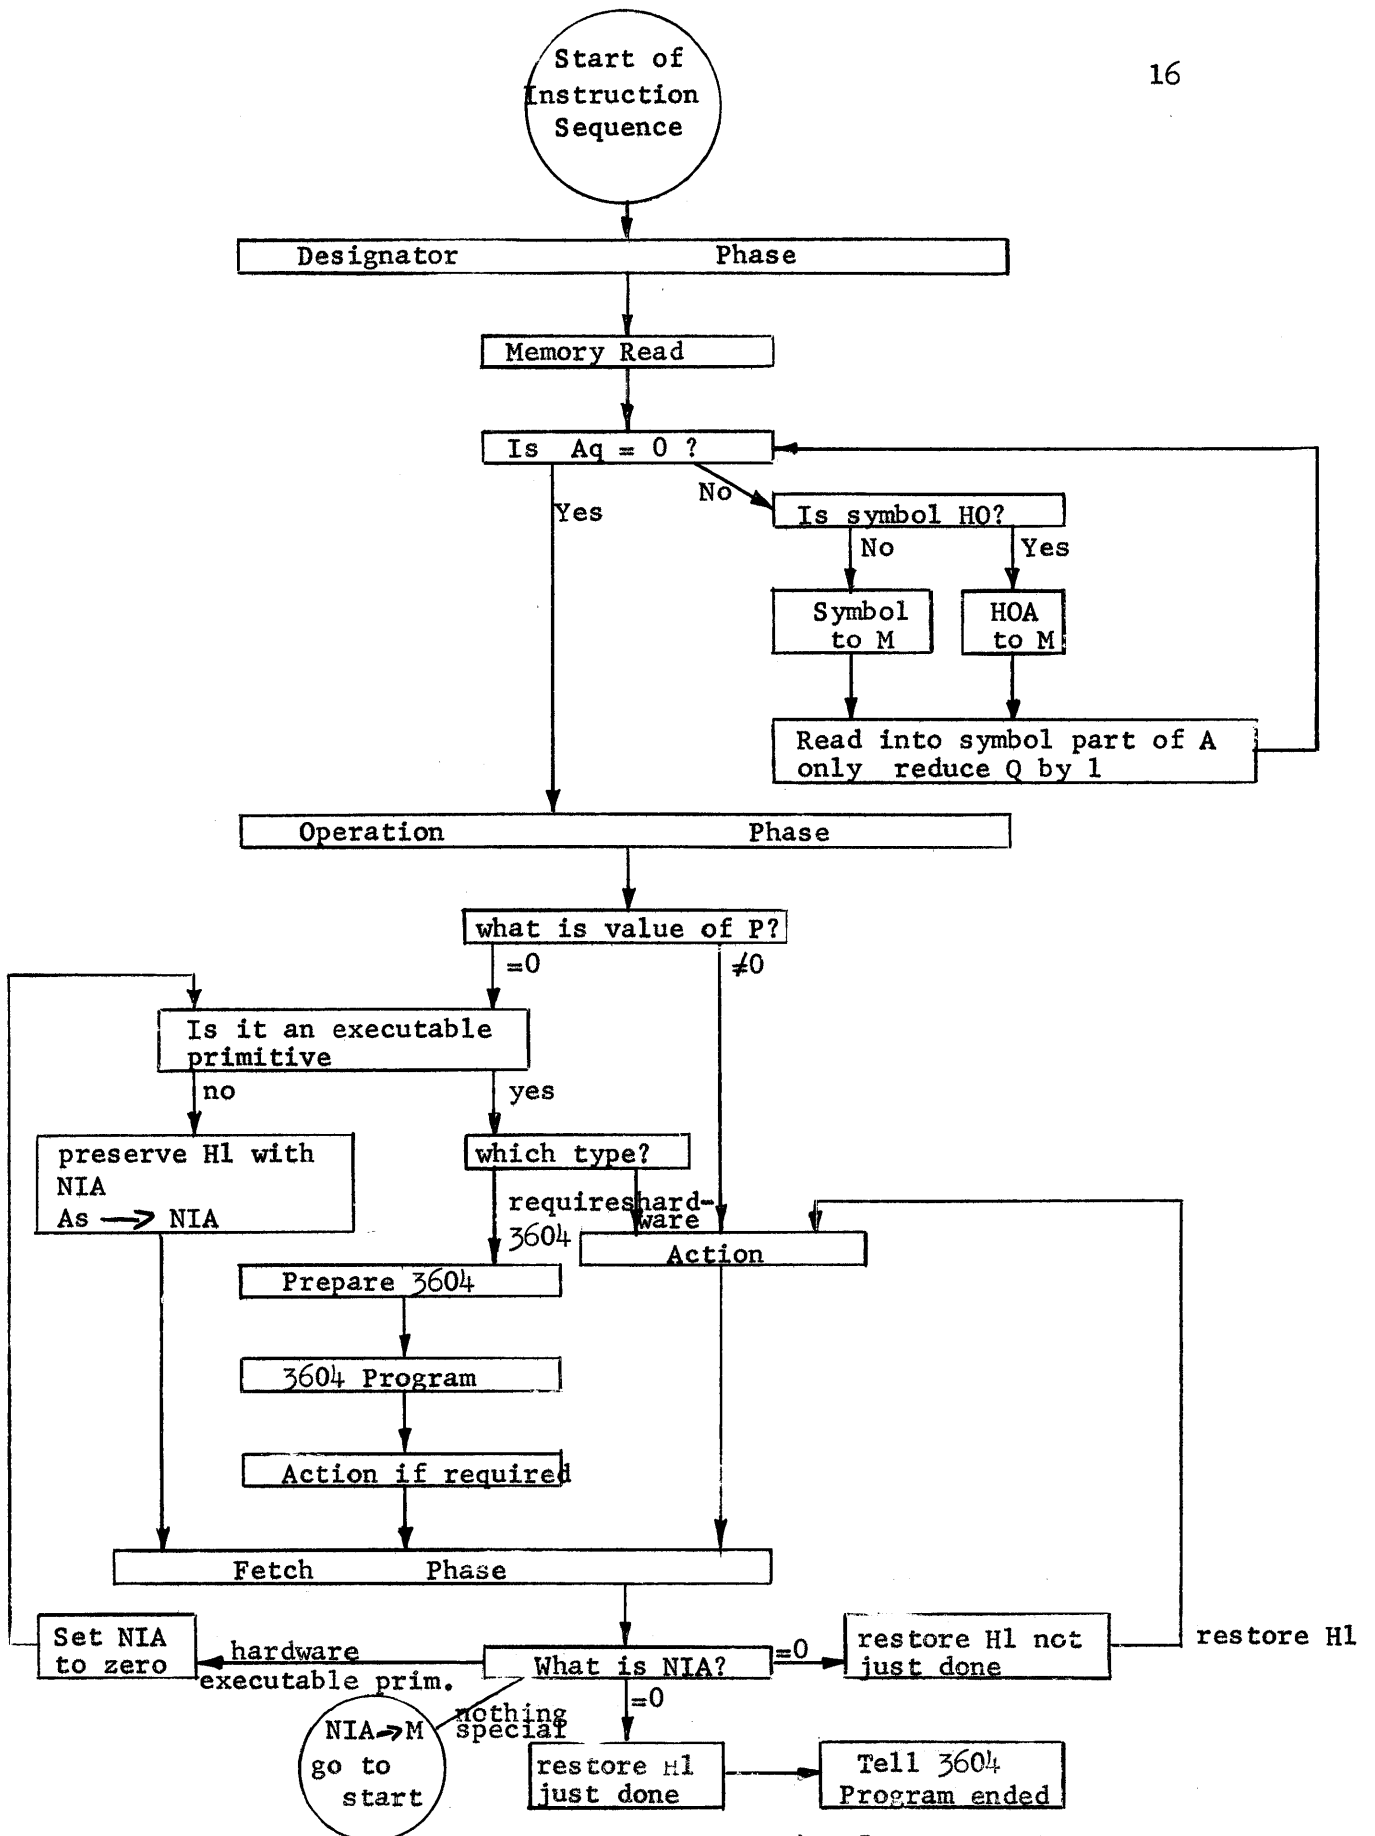 16
Start of
Instruction
Sequence
Designator Phase
Memory Read
Is Aq = 0 ?
No
Yes
Is symbol HO?
No
Yes
Symbol
to M
HOA
to M
Read into symbol part of A
only reduce Q by 1
Operation Phase
what is value of P?
=0
≠0
Is it an executable
primitive
no
yes
preserve H1 with
NIA
As → NIA
which type?
requires
3604
hard-
ware
Action
Prepare 3604
3604 Program
Action if required
Fetch Phase
Set NIA
to zero
hardware
executable prim.
What is NIA?
=0
restore H1 not
just done
restore H1
=0
nothing
special
NIA→M
go to
start
restore H1
just done
Tell 3604
Program ended